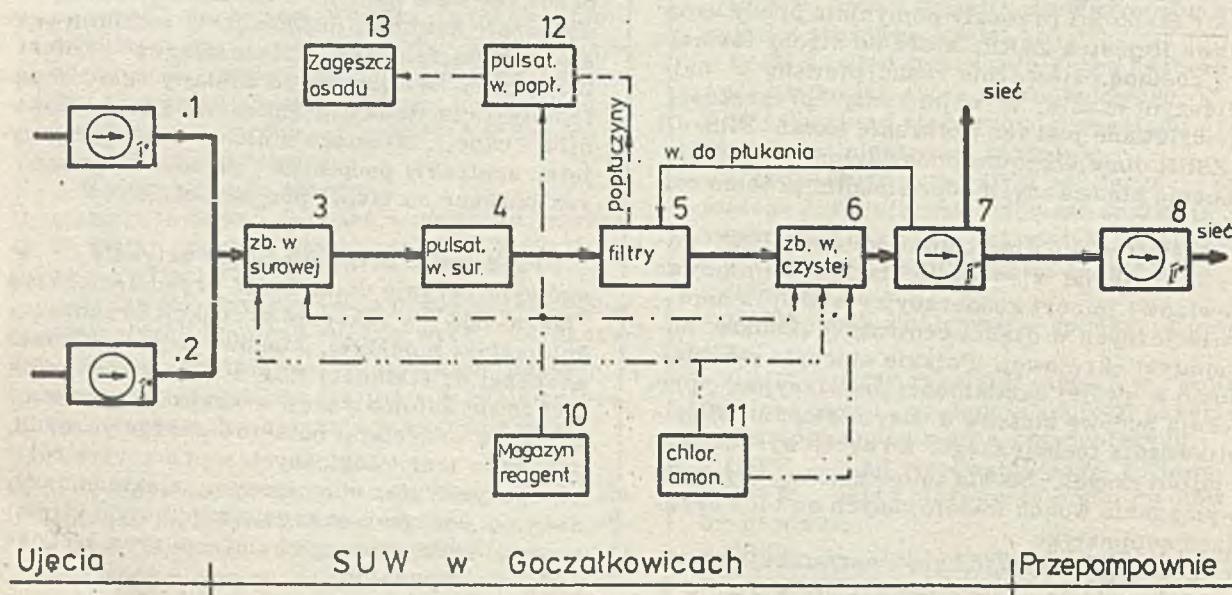 13
12
Zagęszcz
osadu
pulsat.
w. popł.
.1
popłuczyny
w. do płukania
sieć
3
4
5
6
7
8
zb. w
surowej
pulsat.
w. sur.
filtry
zb. w.
czystej
sieć
.2
10
11
Magazyn
reagent.
chlor.
amon.
Ujęcia
SUW w Goczałkowicach
Przepompownie